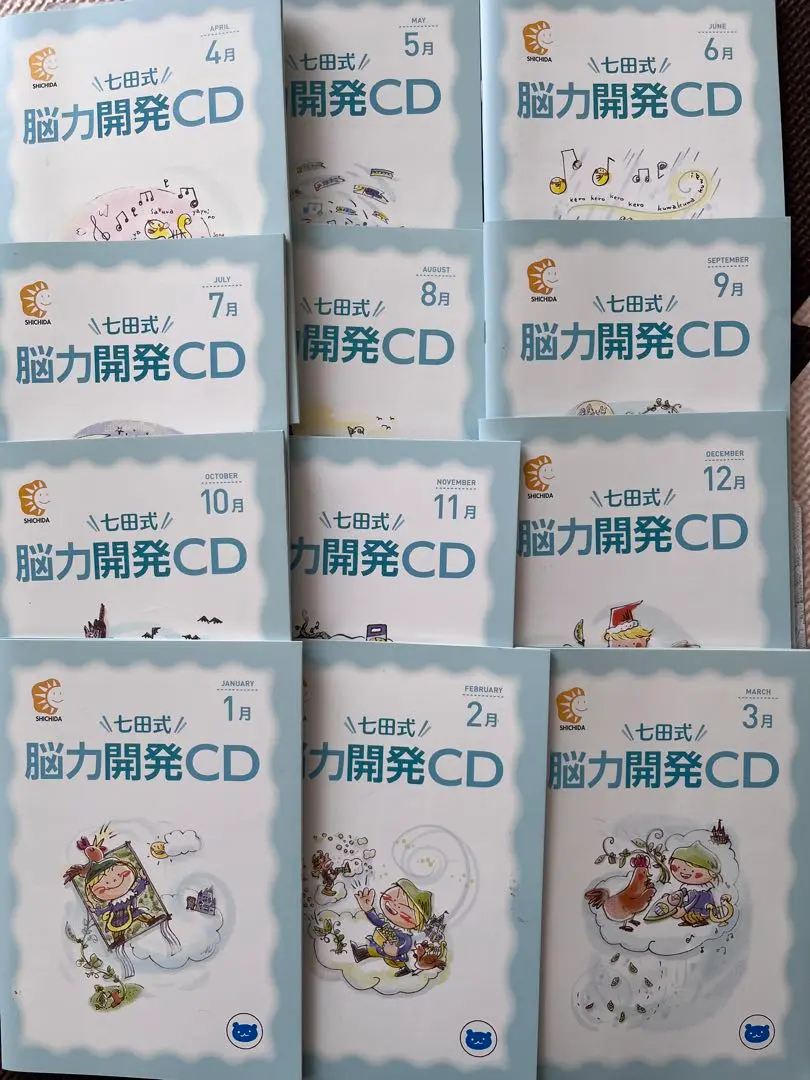 APRIL
4月
SHICHIDA
七田式
脳力開発CD
MAY
5月
七田式
開発CD
JUNE
6月
SHICHIDA
七田式
脳力開発CD
kero kero kero kero
JULY
7月
SHICHIDA
七田式
脳力開発CD
AUGUST
8月
七田式
開発CD
SEPTEMBER
9月
SHICHIDA
七田式
脳力開発CD
OCTOBER
10月
SHICHIDA
七田式
脳力開発CD
NOVEMBER
11月
七田式
力開発CD
DECEMBER
12月
SHICHIDA
七田式
脳力開発CD
JANUARY
1月
SHICHIDA
七田式
脳力開発CD
FEBRUARY
2月
七田式
力開発CD
MARCH
3月
SHICHIDA
七田式
脳力開発CD